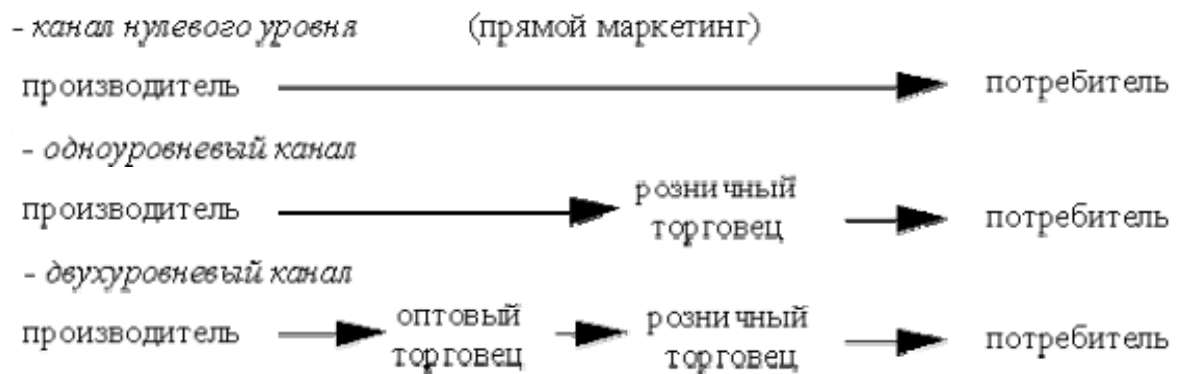 - канал нулевого уровня (прямой маркетинг)
производитель потребитель
- одноуровневый канал
производитель розничный торговец потребитель
- двухуровневый канал
производитель оптовый торговец розничный торговец потребитель